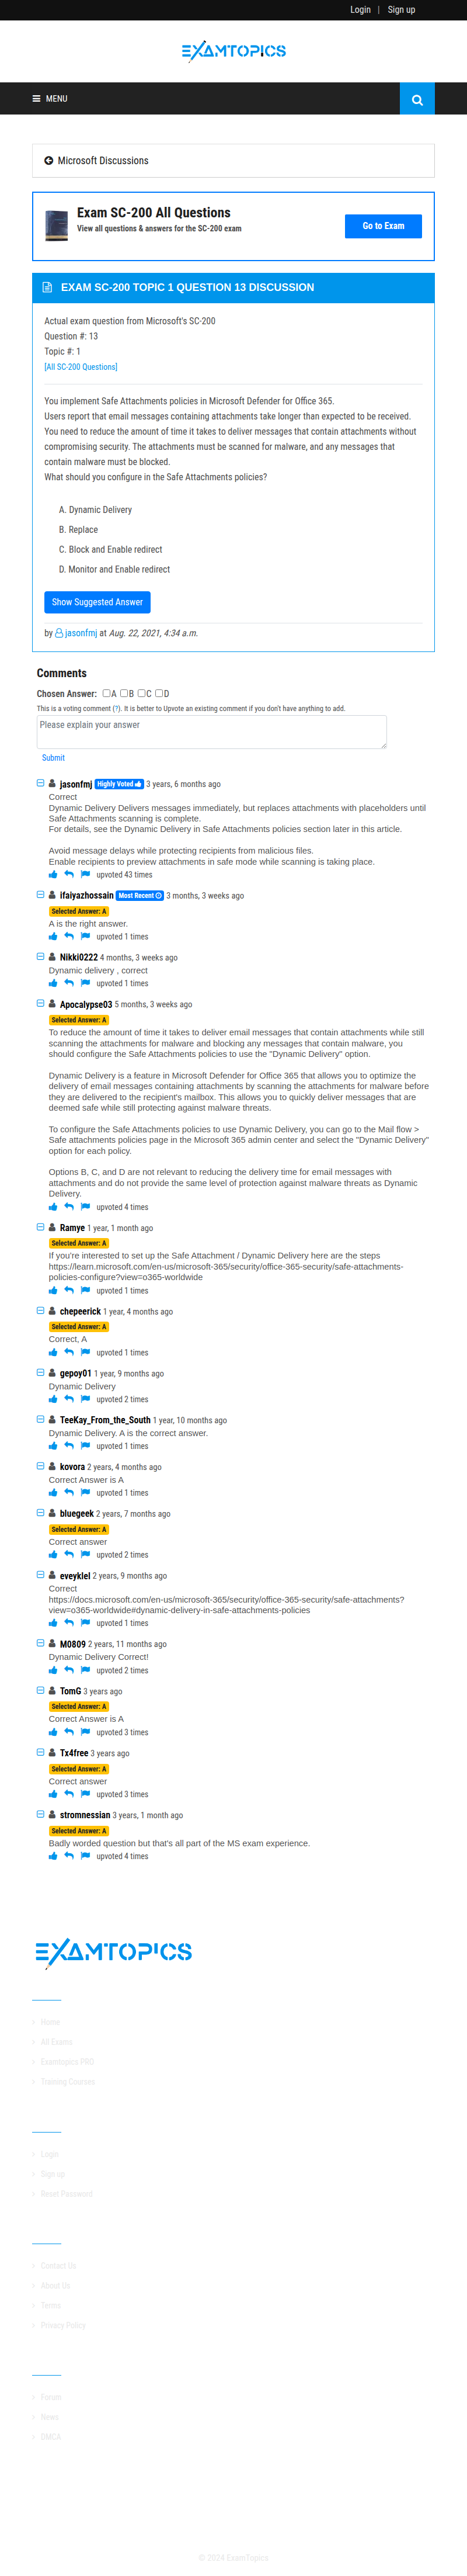 Login | Sign up
EXAMTOPICS
MENU
Microsoft Discussions
Exam SC-200 All Questions
View all questions & answers for the SC-200 exam
Go to Exam
EXAM SC-200 TOPIC 1 QUESTION 13 DISCUSSION
Actual exam question from Microsoft's SC-200
Question #: 13
Topic #: 1
[All SC-200 Questions]
You implement Safe Attachments policies in Microsoft Defender for Office 365.
Users report that email messages containing attachments take longer than expected to be received.
You need to reduce the amount of time it takes to deliver messages that contain attachments without
compromising security. The attachments must be scanned for malware, and any messages that
contain malware must be blocked.
What should you configure in the Safe Attachments policies?
A. Dynamic Delivery
B. Replace
C. Block and Enable redirect
D. Monitor and Enable redirect
Show Suggested Answer
by jasonfmj at Aug. 22, 2021, 4:34 a.m.
Comments
Chosen Answer: A B C D
This is a voting comment (?). It is better to Upvote an existing comment if you don't have anything to add.
Please explain your answer
Submit
jasonfmj Highly Voted 3 years, 6 months ago
Correct
Dynamic Delivery Delivers messages immediately, but replaces attachments with placeholders until
Safe Attachments scanning is complete.
For details, see the Dynamic Delivery in Safe Attachments policies section later in this article.
Avoid message delays while protecting recipients from malicious files.
Enable recipients to preview attachments in safe mode while scanning is taking place.
upvoted 43 times
ifaiyazhossain Most Recent 3 months, 3 weeks ago
Selected Answer: A
A is the right answer.
upvoted 1 times
Nikki0222 4 months, 3 weeks ago
Dynamic delivery , correct
upvoted 1 times
Apocalypse03 5 months, 3 weeks ago
Selected Answer: A
To reduce the amount of time it takes to deliver email messages that contain attachments while still
scanning the attachments for malware and blocking any messages that contain malware, you
should configure the Safe Attachments policies to use the "Dynamic Delivery" option.
Dynamic Delivery is a feature in Microsoft Defender for Office 365 that allows you to optimize the
delivery of email messages containing attachments by scanning the attachments for malware before
they are delivered to the recipient's mailbox. This allows you to quickly deliver messages that are
deemed safe while still protecting against malware threats.
To configure the Safe Attachments policies to use Dynamic Delivery, you can go to the Mail flow >
Safe attachments policies page in the Microsoft 365 admin center and select the "Dynamic Delivery"
option for each policy.
Options B, C, and D are not relevant to reducing the delivery time for email messages with
attachments and do not provide the same level of protection against malware threats as Dynamic
Delivery.
upvoted 4 times
Ramye 1 year, 1 month ago
Selected Answer: A
If you're interested to set up the Safe Attachment / Dynamic Delivery here are the steps
https://learn.microsoft.com/en-us/microsoft-365/security/office-365-security/safe-attachments-
policies-configure?view=o365-worldwide
upvoted 1 times
chepeerick 1 year, 4 months ago
Selected Answer: A
Correct, A
upvoted 1 times
gepoy01 1 year, 9 months ago
Dynamic Delivery
upvoted 2 times
TeeKay_From_the_South 1 year, 10 months ago
Dynamic Delivery. A is the correct answer.
upvoted 1 times
kovora 2 years, 4 months ago
Correct Answer is A
upvoted 1 times
bluegeek 2 years, 7 months ago
Selected Answer: A
Correct answer
upvoted 2 times
eveyklel 2 years, 9 months ago
Correct
https://docs.microsoft.com/en-us/microsoft-365/security/office-365-security/safe-attachments?
view=o365-worldwide#dynamic-delivery-in-safe-attachments-policies
upvoted 1 times
M0809 2 years, 11 months ago
Dynamic Delivery Correct!
upvoted 2 times
TomG 3 years ago
Selected Answer: A
Correct Answer is A
upvoted 3 times
Tx4free 3 years ago
Selected Answer: A
Correct answer
upvoted 3 times
stromnessian 3 years, 1 month ago
Selected Answer: A
Badly worded question but that's all part of the MS exam experience.
upvoted 4 times
EXAMTOPICS
Home
All Exams
Examtopics PRO
Training Courses
Login
Sign up
Reset Password
Contact Us
About Us
Terms
Privacy Policy
Forum
News
DMCA
© 2024 ExamTopics